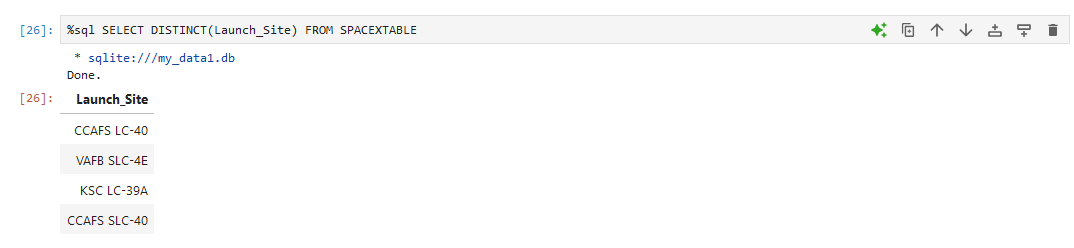 [26]: %sql SELECT DISTINCT(Launch_Site) FROM SPACEXTABLE
* sqlite:///my_data1.db
Done.
[26]: Launch_Site
CCAFS LC-40
VAFB SLC-4E
KSC LC-39A
CCAFS SLC-40